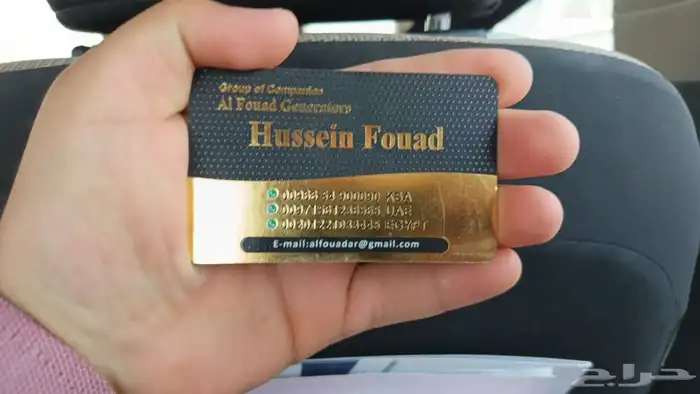 Group of Companies
Al Fouad Generators
Hussein Fouad
KSA
UAE
EGYPT
E-mail:alfouadar@gmail.com
حراج